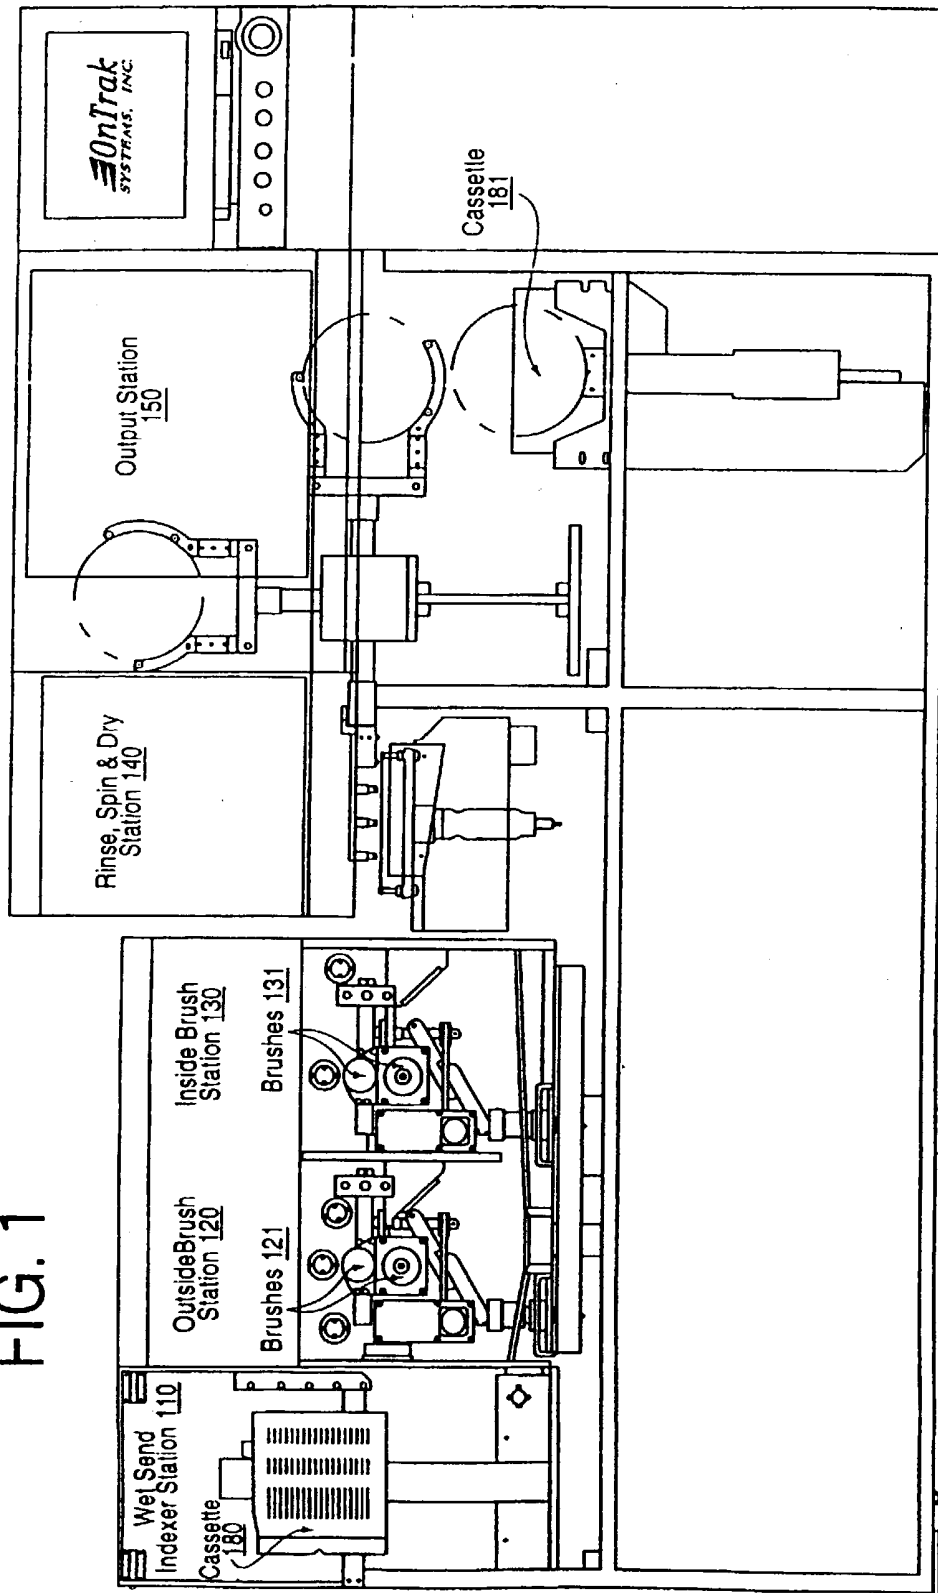 FIG. 1
Wet Send
Indexer Station 110
Cassette
180
OutsideBrush
Station 120
Brushes 121
Inside Brush
Station 130
Brushes 131
Rinse, Spin & Dry
Station 140
Output Station
150
Cassette
181
OnTrak
SYSTEMS, INC.